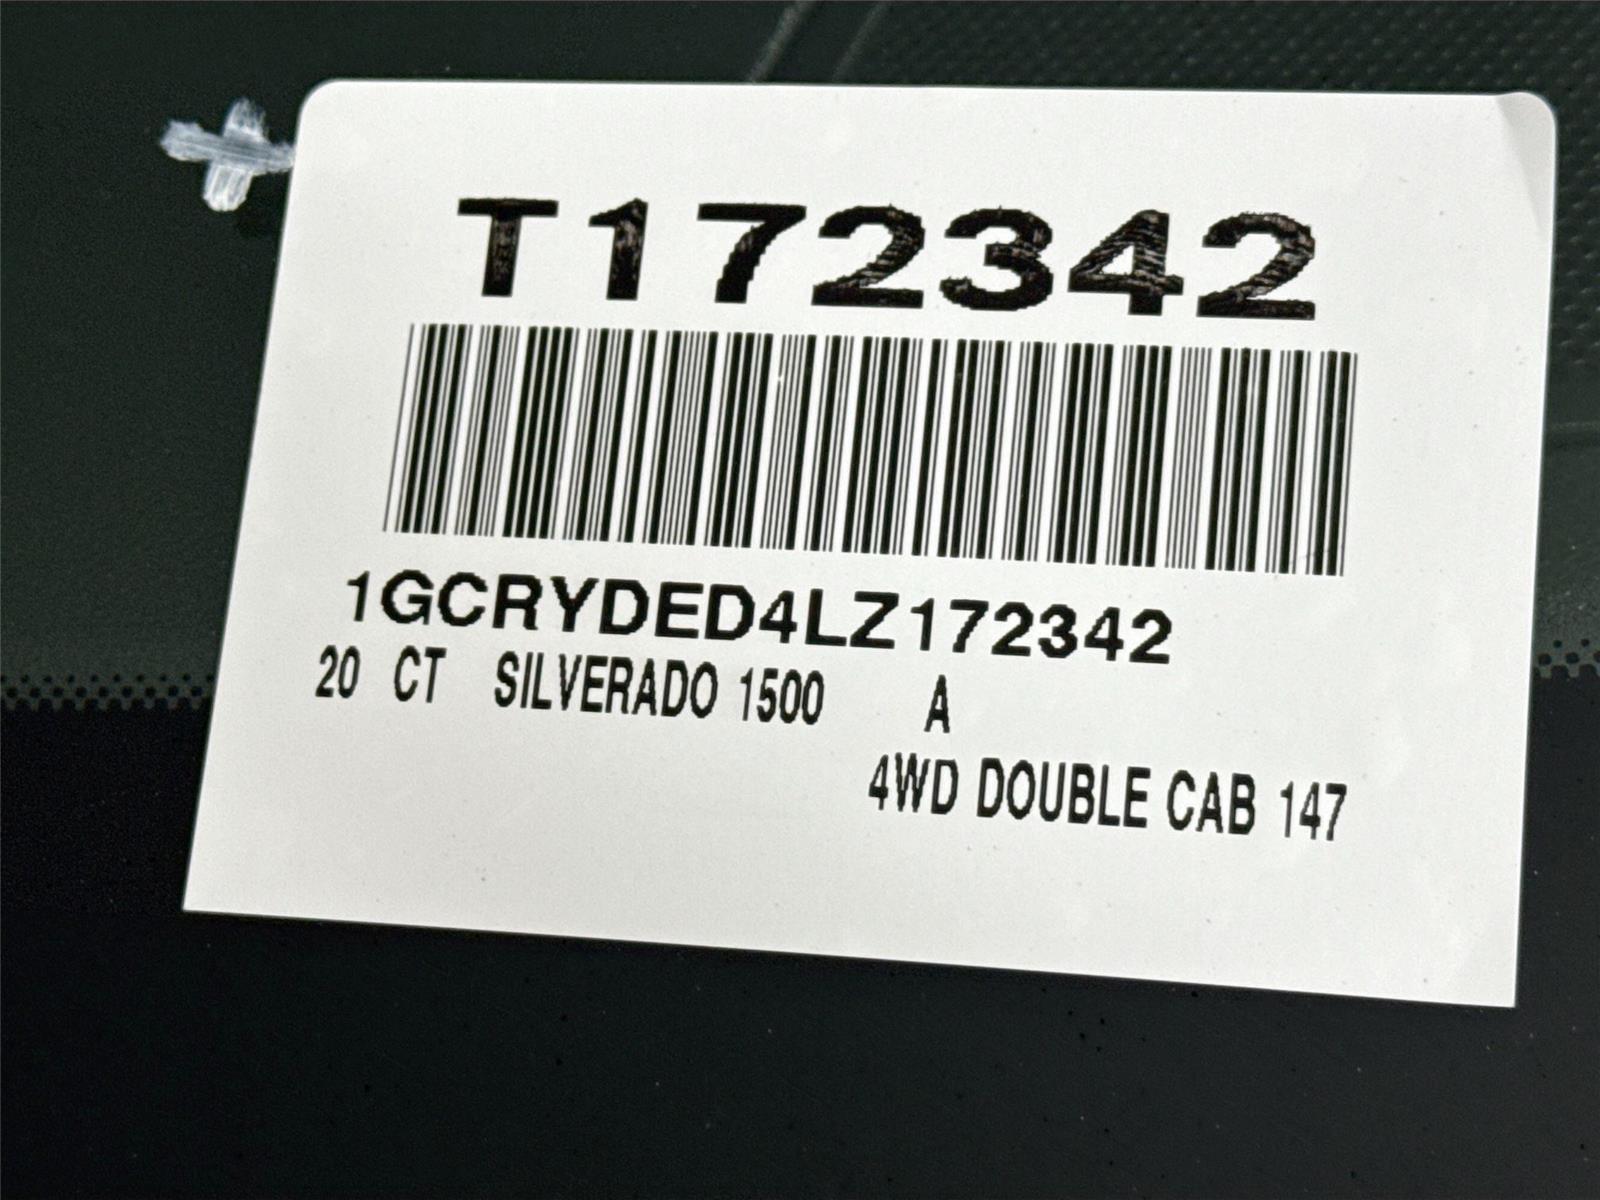 T172342
1GCRYDED4LZ172342
20 CT SILVERADO 1500 A
4WD DOUBLE CAB 147